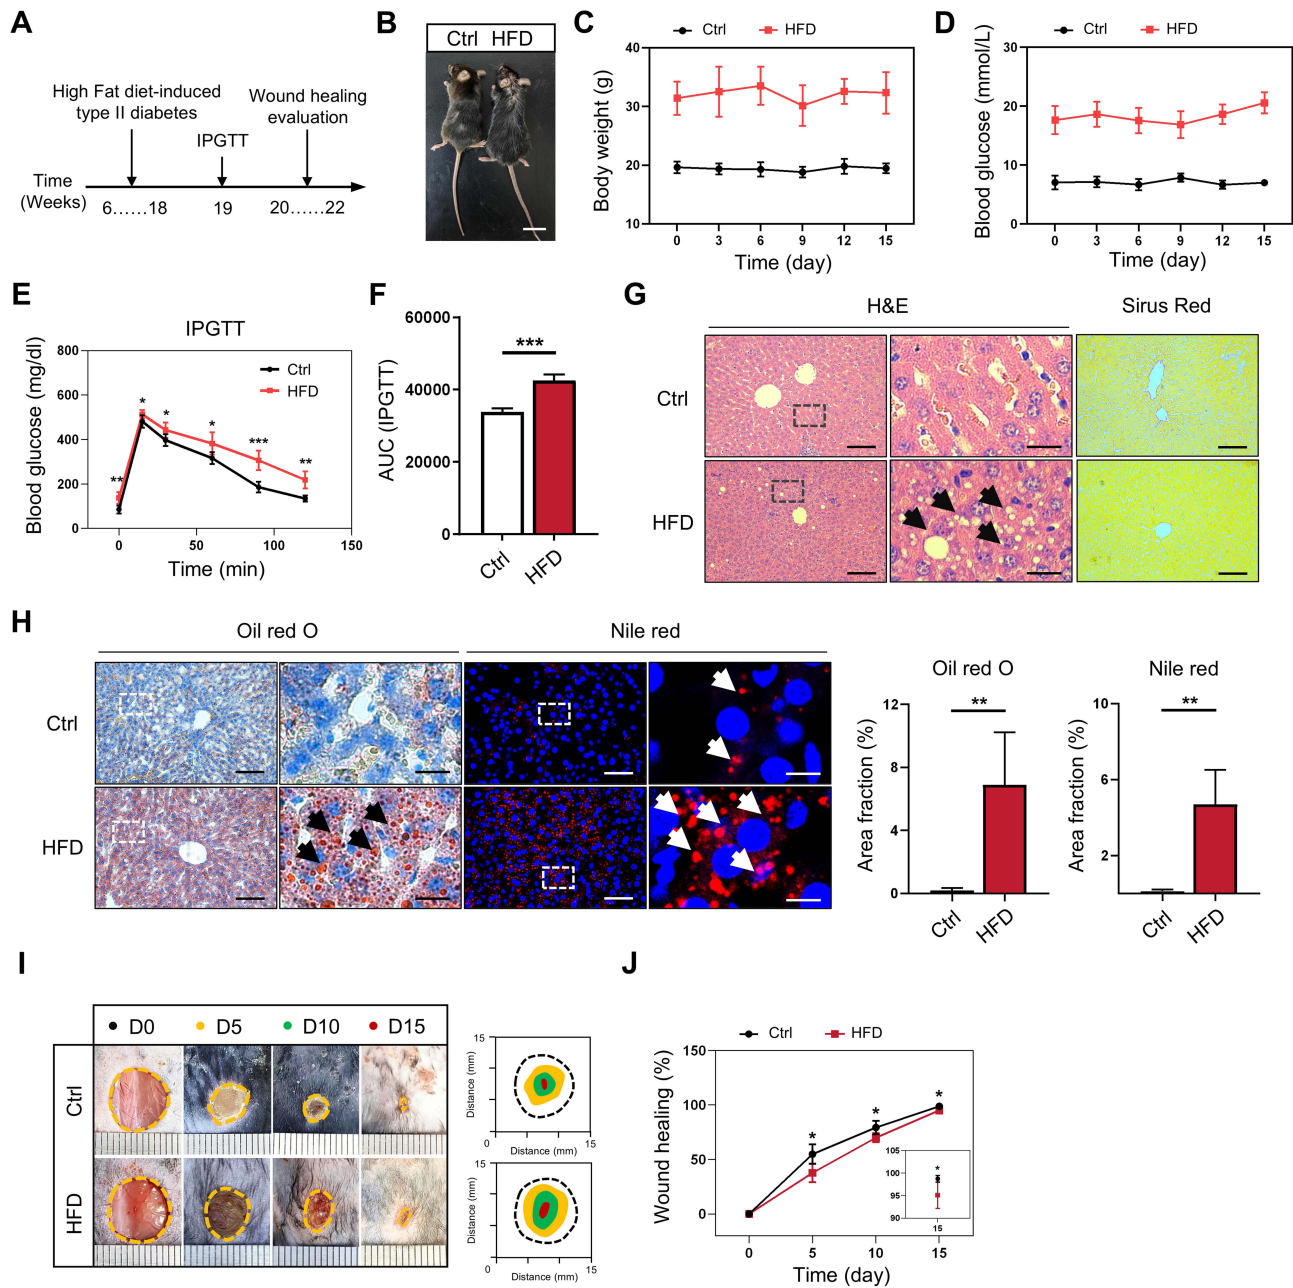 A
High Fat diet-induced
type II diabetes
Wound healing
evaluation
IPGTT
Time
(Weeks)
6......18
19
20......22
B
Ctrl HFD
C
Ctrl
HFD
Body weight (g)
40
30
20
10
0 3 6 9 12 15
Time (day)
D
Ctrl
HFD
Blood glucose (mmol/L)
30
20
10
0
0 3 6 9 12 15
Time (day)
E
IPGTT
Blood glucose (mg/dl)
800
600
400
200
0
Ctrl
HFD
**
*
*
*
***
**
0 50 100 150
Time (min)
F
AUC (IPGTT)
60000
40000
20000
0
***
Ctrl
HFD
G
H&E
Sirus Red
Ctrl
HFD
H
Oil red O
Nile red
Ctrl
HFD
Oil red O
Area fraction (%)
12
8
4
0
**
Ctrl
HFD
Nile red
Area fraction (%)
10
6
2
**
Ctrl
HFD
I
D0 D5 D10 D15
Ctrl
HFD
15
Distance (mm)
0
15
Distance (mm)
15
Distance (mm)
0
15
Distance (mm)
J
Ctrl
HFD
Wound healing (%)
150
100
50
0
*
*
*
105
100
95
90
*
15
0 5 10 15
Time (day)